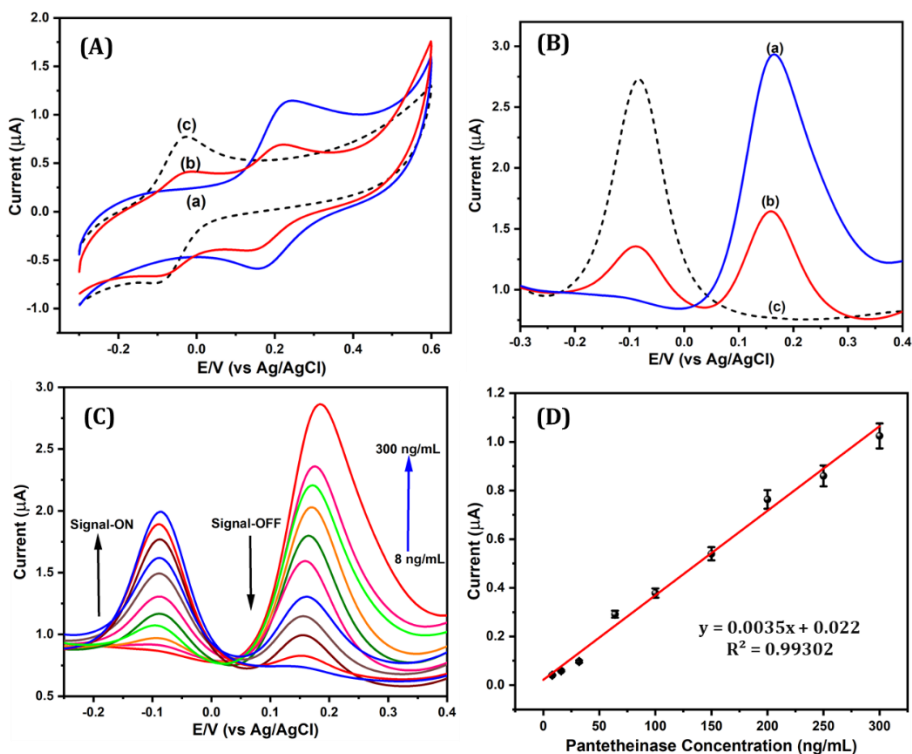 (A)
Current (µA)
2.0
1.5
1.0
0.5
0.0
-0.5
-1.0
(c)
(b)
(a)
-0.2 0.0 0.2 0.4 0.6
E/V (vs Ag/AgCl)
(B)
Current (µA)
3.0
2.5
2.0
1.5
1.0
(a)
(b)
(c)
-0.3 -0.2 -0.1 0.0 0.1 0.2 0.3 0.4
E/V (vs Ag/AgCl)
(C)
Current (µA)
3.0
2.5
2.0
1.5
1.0
0.5
Signal-ON
Signal-OFF
300 ng/mL
8 ng/mL
-0.2 -0.1 0.0 0.1 0.2 0.3 0.4
E/V (vs Ag/AgCl)
(D)
Current (µA)
1.2
1.0
0.8
0.6
0.4
0.2
0.0
y = 0.0035x + 0.022
R² = 0.99302
0 50 100 150 200 250 300
Pantetheinase Concentration (ng/mL)